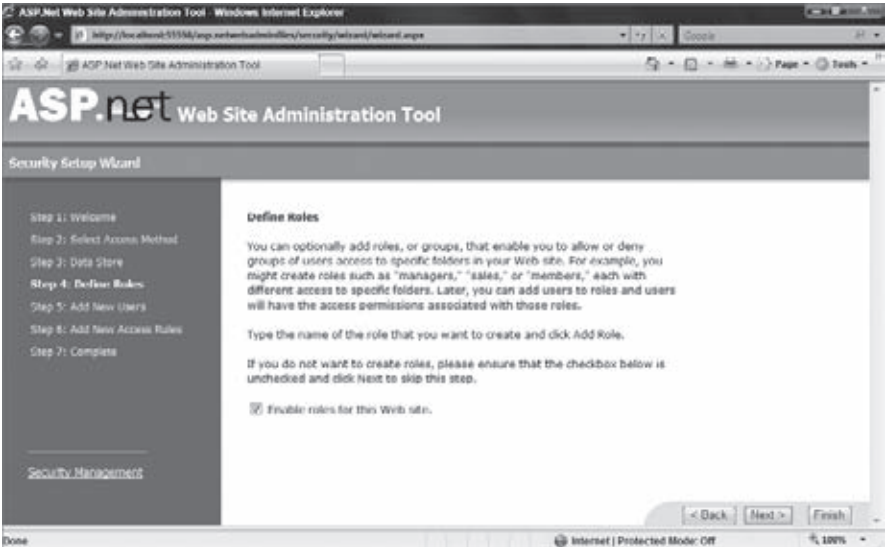 ASP.Net Web Site Administration Tool - Windows Internet Explorer
Google
ASP.Net Web Site Administration Tool
Page
Tools
ASP.net Web Site Administration Tool
Security Setup Wizard
Step 1: Welcome
Step 2: Select Access Method
Step 3: Data Store
Step 4: Define Roles
Step 5: Add New Users
Step 6: Add New Access Rules
Step 7: Complete
Security Management
Define Roles
You can optionally add roles, or groups, that enable you to allow or deny
groups of users access to specific folders in your Web site. For example, you
might create roles such as "managers," "sales," or "members," each with
different access to specific folders. Later, you can add users to roles and users
will have the access permissions associated with those roles.
Type the name of the role that you want to create and click Add Role.
If you do not want to create roles, please ensure that the checkbox below is
unchecked and click Next to skip this step.
Enable roles for this Web site.
< Back
Next >
Finish
Done
Internet | Protected Mode: Off
100%